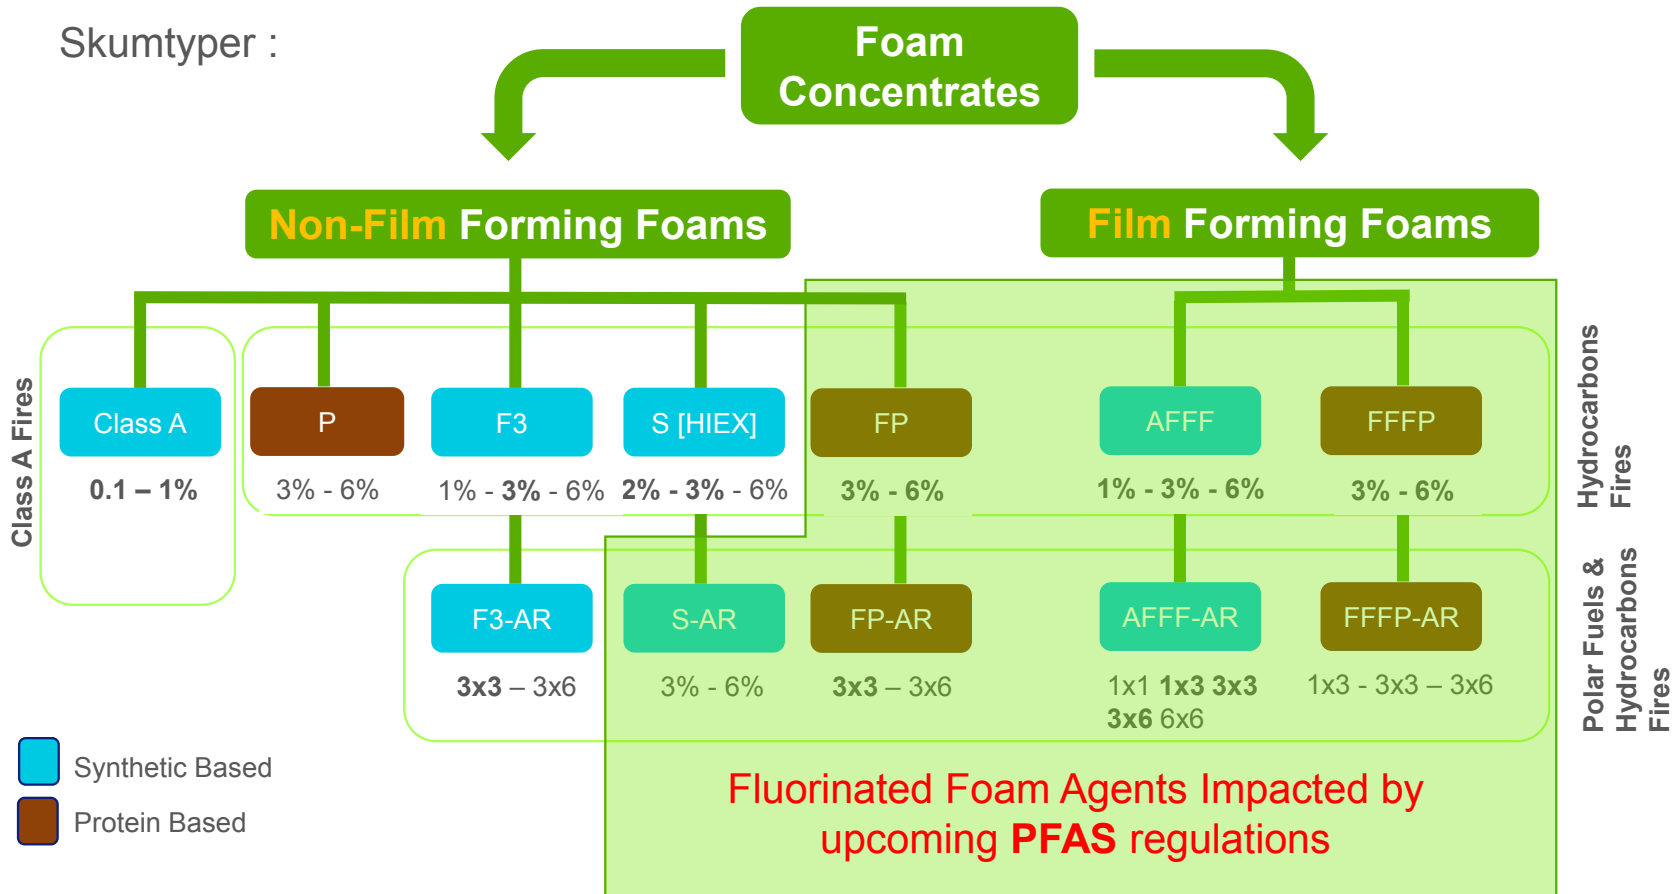 Skumtyper :
Foam
Concentrates
Non-Film Forming Foams
Film Forming Foams
Class A Fires
Class A
P
F3
S [HIEX]
FP
AFFF
FFFP
Hydrocarbons
Fires
0.1 – 1%
3% - 6%
1% - 3% - 6%
2% - 3% - 6%
3% - 6%
1% - 3% - 6%
3% - 6%
F3-AR
S-AR
FP-AR
AFFF-AR
FFFP-AR
Polar Fuels &
Hydrocarbons
Fires
3x3 – 3x6
3% - 6%
3x3 – 3x6
1x1 1x3 3x3
3x6 6x6
1x3 - 3x3 – 3x6
Synthetic Based
Protein Based
Fluorinated Foam Agents Impacted by
upcoming PFAS regulations